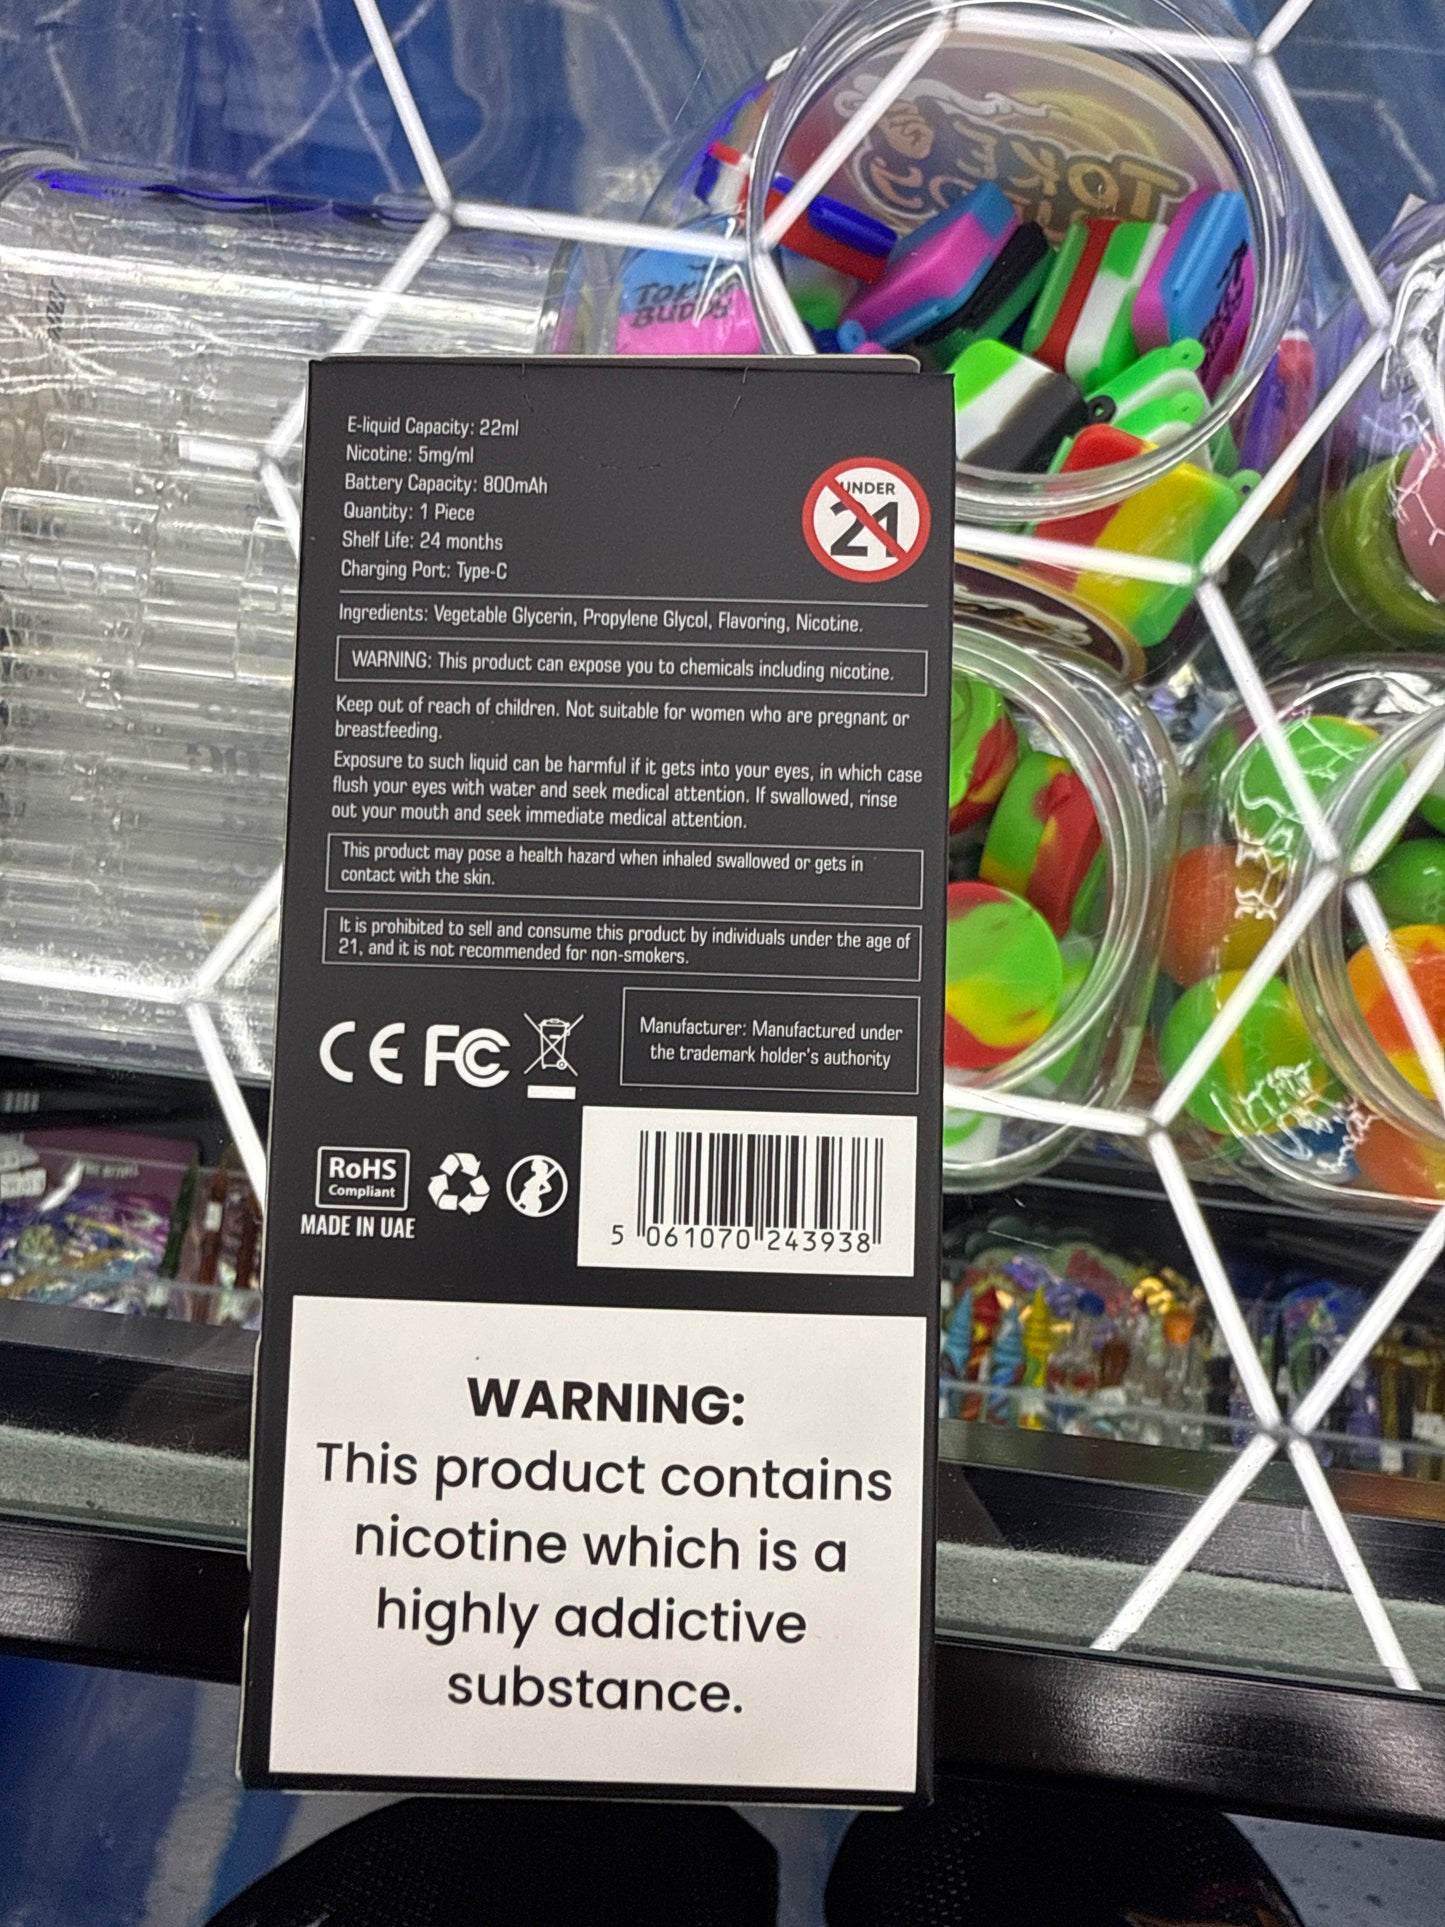 TOKE
TOKE
BUDDS
E-liquid Capacity: 22ml
Nicotine: 5mg/ml
Battery Capacity: 800mAh
Quantity: 1 Piece
Shelf Life: 24 months
Charging Port: Type-C
UNDER
21
Ingredients: Vegetable Glycerin, Propylene Glycol, Flavoring, Nicotine.
WARNING: This product can expose you to chemicals including nicotine.
Keep out of reach of children. Not suitable for women who are pregnant or
breastfeeding.
Exposure to such liquid can be harmful if it gets into your eyes, in which case
flush your eyes with water and seek medical attention. If swallowed, rinse
out your mouth and seek immediate medical attention.
This product may pose a health hazard when inhaled swallowed or gets in
contact with the skin.
It is prohibited to sell and consume this product by individuals under the age of
21, and it is not recommended for non-smokers.
CE FC
Manufacturer: Manufactured under
the trademark holder's authority
RoHS
Compliant
MADE IN UAE
5 061070 243938
WARNING:
This product contains
nicotine which is a
highly addictive
substance.